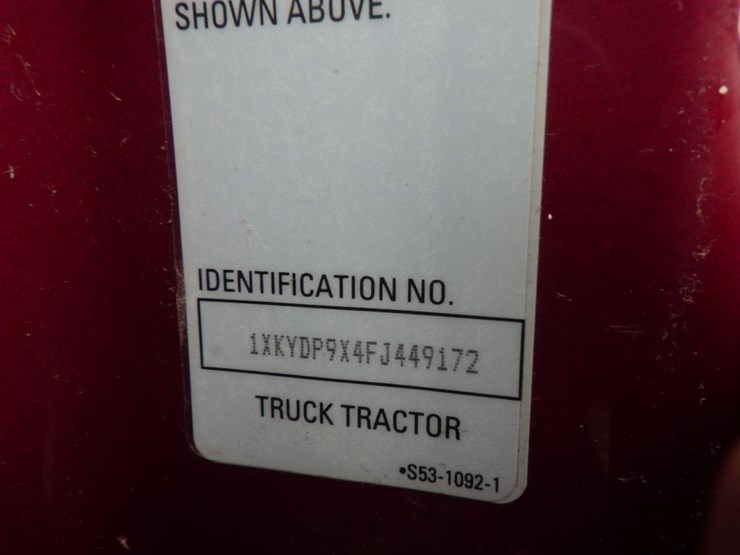 SHOWN ABOVE.
IDENTIFICATION NO.
1XKYDP9X4FJ449172
TRUCK TRACTOR
•S53-1092-1